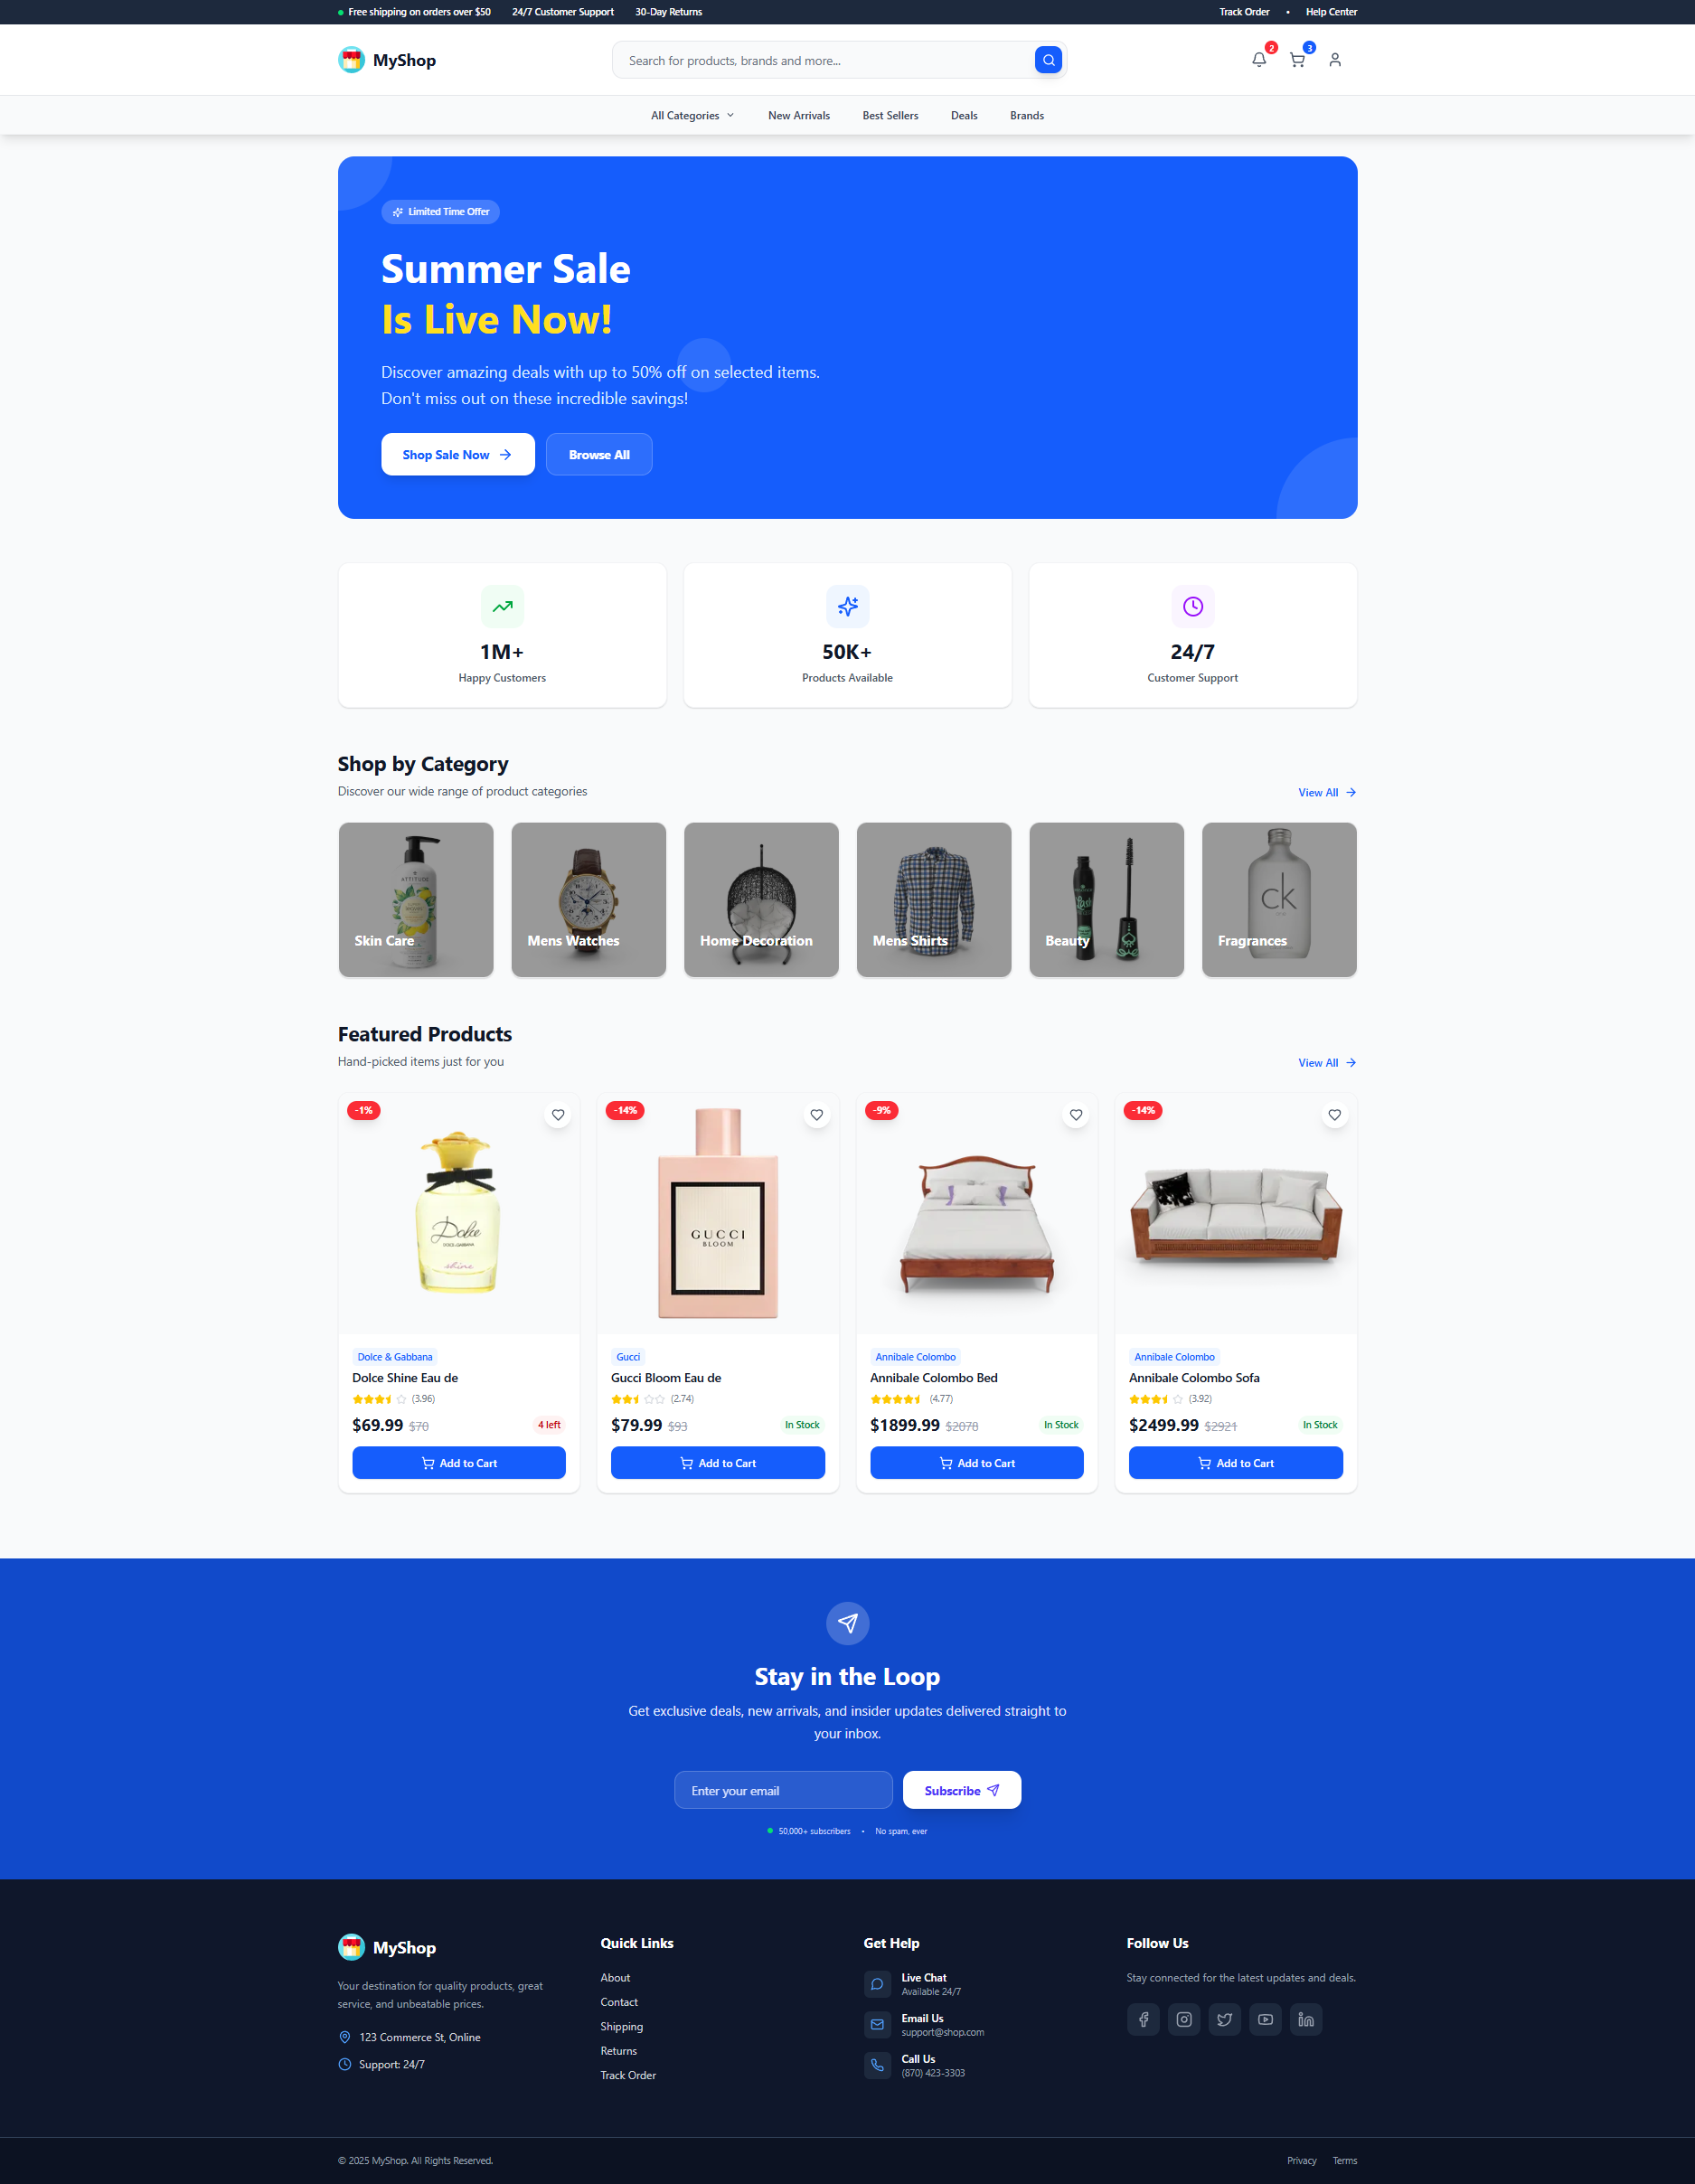 Free shipping on orders over $50 24/7 Customer Support 30-Day Returns Track Order • Help Center
MyShop
Search for products, brands and more...
2
3
All Categories New Arrivals Best Sellers Deals Brands
Limited Time Offer
Summer Sale
Is Live Now!
Discover amazing deals with up to 50% off on selected items.
Don't miss out on these incredible savings!
Shop Sale Now Browse All
1M+
Happy Customers
50K+
Products Available
24/7
Customer Support
Shop by Category
Discover our wide range of product categories
View All
ATTITUDE
Skin Care
Mens Watches
Home Decoration
Mens Shirts
Lash
Beauty
ck
Fragrances
Featured Products
Hand-picked items just for you
View All
-1%
Dolce
DOLCE & GABBANA
shine
Dolce & Gabbana
Dolce Shine Eau de
(3.96)
$69.99 $70
4 left
Add to Cart
-14%
GUCCI
BLOOM
Gucci
Gucci Bloom Eau de
(2.74)
$79.99 $93
In Stock
Add to Cart
-9%
Annibale Colombo
Annibale Colombo Bed
(4.77)
$1899.99 $2078
In Stock
Add to Cart
-14%
Annibale Colombo
Annibale Colombo Sofa
(3.92)
$2499.99 $2921
In Stock
Add to Cart
Stay in the Loop
Get exclusive deals, new arrivals, and insider updates delivered straight to
your inbox.
Enter your email
Subscribe
50,000+ subscribers • No spam, ever
MyShop
Your destination for quality products, great
service, and unbeatable prices.
123 Commerce St, Online
Support: 24/7
Quick Links
About
Contact
Shipping
Returns
Track Order
Get Help
Live Chat
Available 24/7
Email Us
support@shop.com
Call Us
(870) 423-3303
Follow Us
Stay connected for the latest updates and deals.
© 2025 MyShop. All Rights Reserved.
Privacy Terms